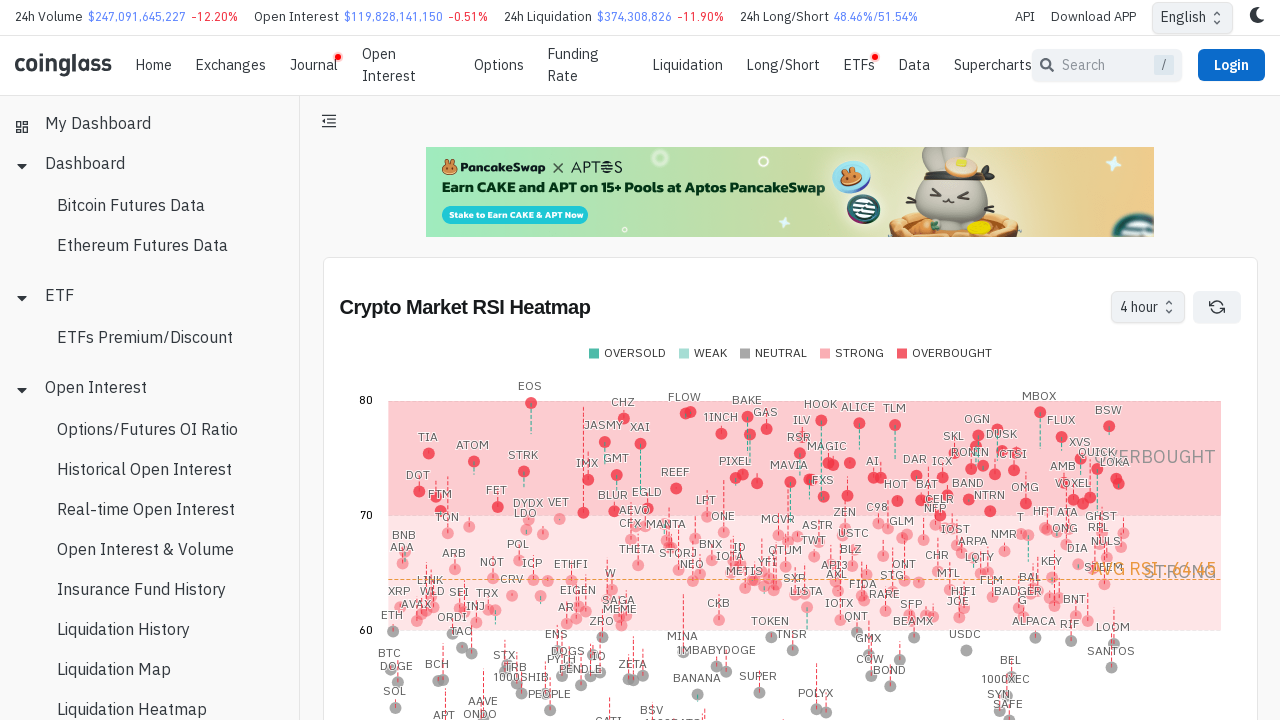 24h Volume $247,091,645,227 -12.20% Open Interest $119,828,141,150 -0.51% 24h Liquidation $374,308,826 -11.90% 24h Long/Short 48.46%/51.54% API Download APP English
coinglass Home Exchanges Journal Open Interest Options Funding Rate Liquidation Long/Short ETFs Data Supercharts Search / Login
My Dashboard
Dashboard
Bitcoin Futures Data
Ethereum Futures Data
ETF
ETFs Premium/Discount
Open Interest
Options/Futures OI Ratio
Historical Open Interest
Real-time Open Interest
Open Interest & Volume
Insurance Fund History
Liquidation History
Liquidation Map
Liquidation Heatmap
PancakeSwap X APTOS
Earn CAKE and APT on 15+ Pools at Aptos PancakeSwap
Stake to Earn CAKE & APT Now
Crypto Market RSI Heatmap
4 hour
OVERSOLD WEAK NEUTRAL STRONG OVERBOUGHT
80
EOS CHZ FLOW BAKE HOOK ALICE TLM MBOX BSW
JASMY XAI 1INCH GAS ILV OGN FLUX
TIA ATOM RSR MAGIC SKL DUSK XVS
STRK IMX GMT PIXEL MAVIA AI DAR ICX RONIN CTSI QUICK LOKA
OVERBOUGHT
DOT REEF FXS HOT BAT BAND OMG AMB VOXEL
FTM FET BLUR EGLD LPT CELR NTRN
70
TON DYDX LDO VET AEVO CFX MANTA ONE MOVR ZEN C98 NFP T HFT ATA GHST
BNB ASTR USTC GLM IOST NMR ONG RPL
ADA ARB POL THETA STORJ BNX ID QTUM TWT BLZ CHR ARPA DIA NULS
NOT ICP ETHFI NEO IOTA YFI API3 ONT LQTY KEY STEEM
STRONG
LINK CRV W METIS SXP AKL STG MTL FLM BAL
XRP WLD SEI TRX EIGEN LISTA FIDA RARE HIFI BADGER
AVAX INJ AR SAGA CKB IOTX SFP JOE G BNT
ETH ORDI ZRO MEME TOKEN QNT BEAMX ALPACA RIF LOOM
60
TAO ENS MINA TNSR GMX USDC
BTC STX DOGS 1MBABYDOGE CQW BEL SANTOS
DOGE BCH TRB PYTH IO PENDLE ZETA BANANA SUPER BOND 1000XEC
SOL 1000SHIB PEOPLE POLYX SYN
APT AAVE ONDO BSV SAFE